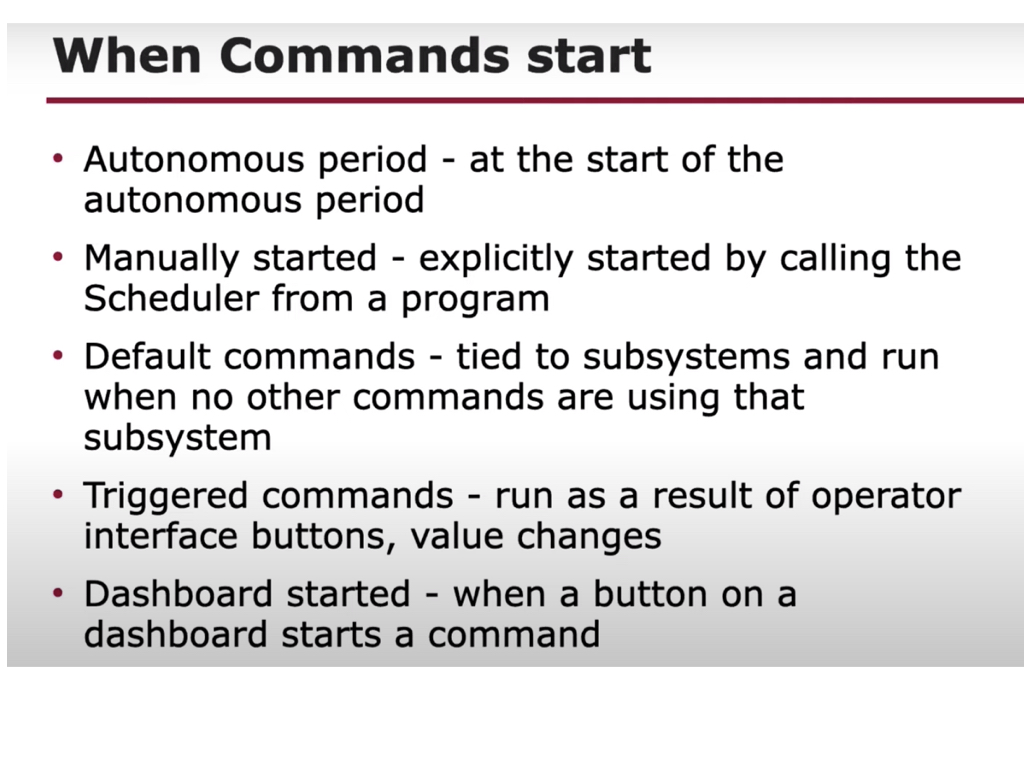 When Commands start
• Autonomous period - at the start of the
autonomous period
• Manually started - explicitly started by calling the
Scheduler from a program
• Default commands - tied to subsystems and run
when no other commands are using that
subsystem
• Triggered commands - run as a result of operator
interface buttons, value changes
• Dashboard started - when a button on a
dashboard starts a command